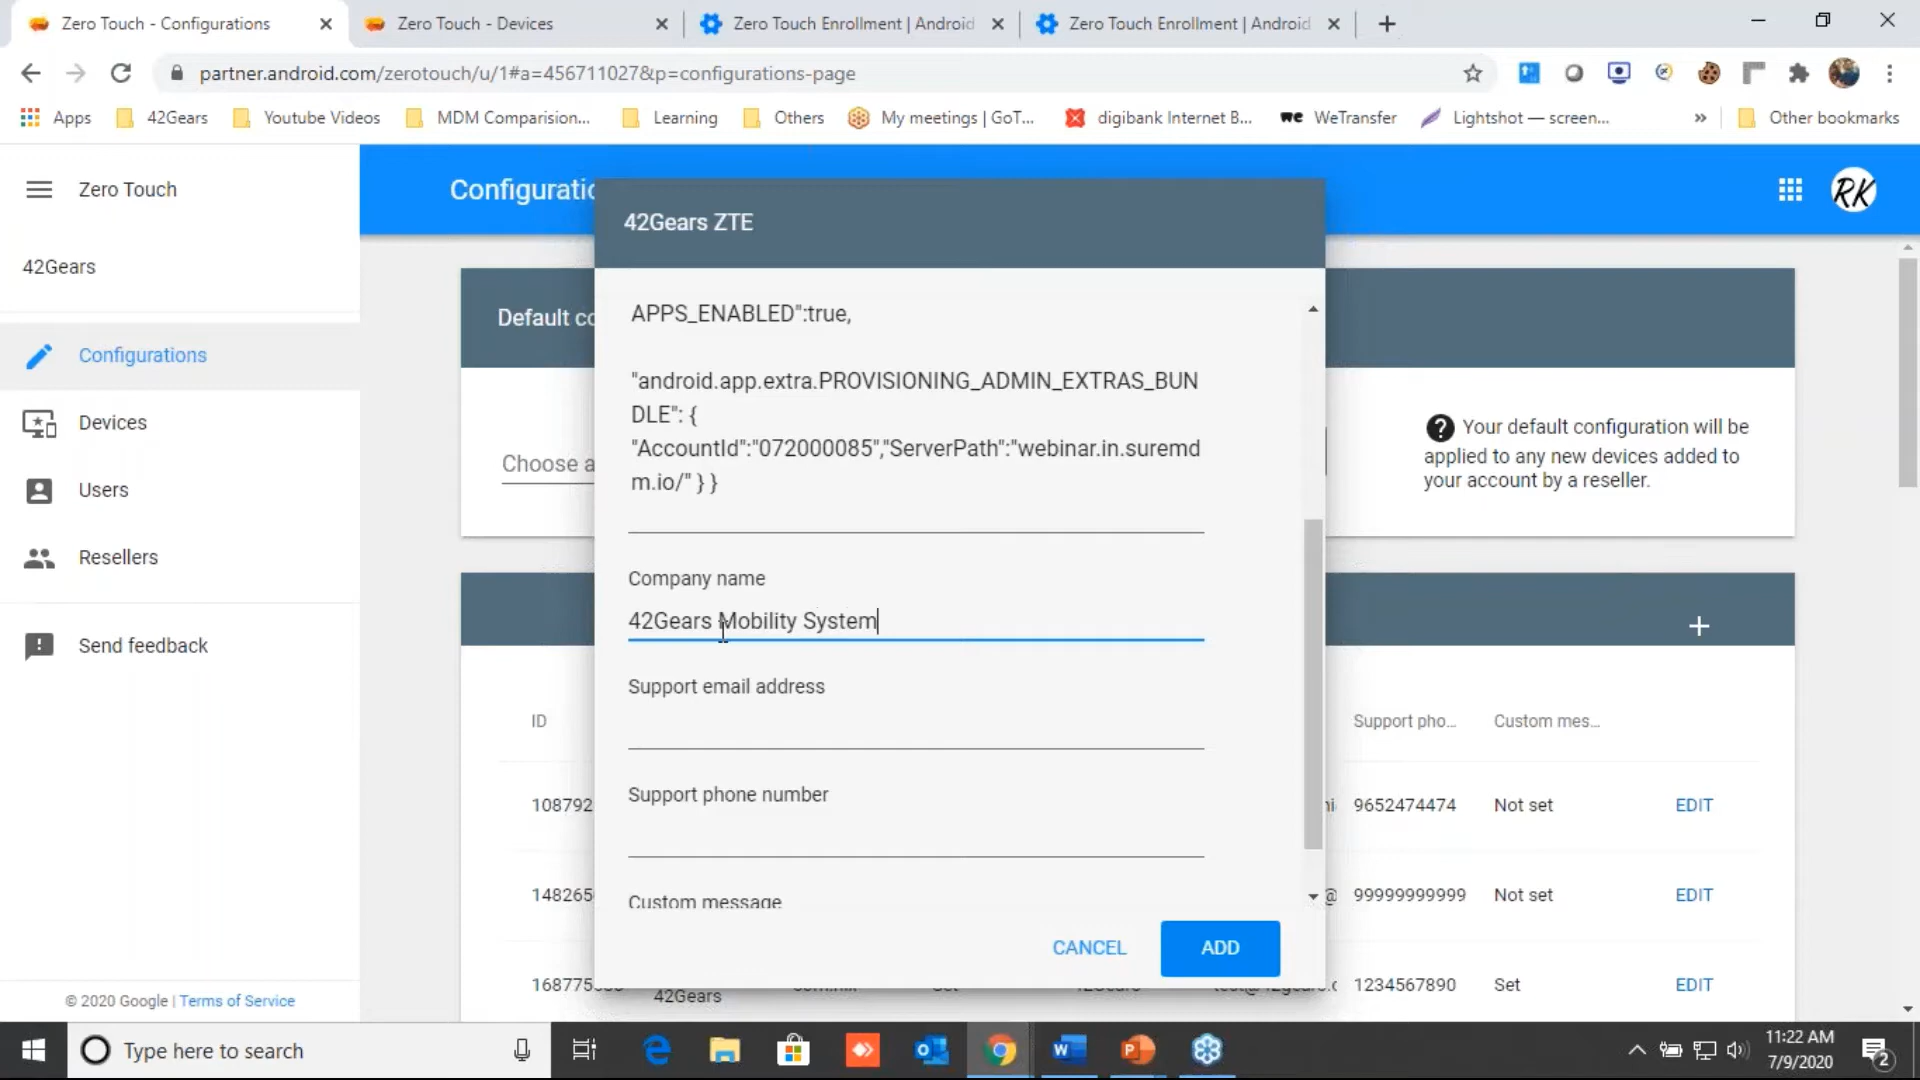 Zero Touch - Configurations
Zero Touch - Devices
Zero Touch Enrollment | Android
Zero Touch Enrollment | Android
partner.android.com/zerotouch/u/1#a=456711027&p=configurations-page
Apps
42Gears
Youtube Videos
MDM Comparision...
Learning
Others
My meetings | GoT...
digibank Internet B...
we WeTransfer
Lightshot — screen...
»
Other bookmarks
Zero Touch
Configuratio
RK
42Gears ZTE
42Gears
Default co
APPS_ENABLED":true,
Configurations
"android.app.extra.PROVISIONING_ADMIN_EXTRAS_BUN
DLE": {
"AccountId":"072000085","ServerPath":"webinar.in.suremd
m.io/" } }
Choose a
Your default configuration will be
applied to any new devices added to
your account by a reseller.
Devices
Users
Resellers
Send feedback
Company name
42Gears Mobility System
Support email address
Support phone number
Custom message
CANCEL
ADD
ID
Support pho...
Custom mes...
108792
9652474474
Not set
EDIT
148265
@
99999999999
Not set
EDIT
42Gears
1234567890
Set
EDIT
© 2020 Google | Terms of Service
Type here to search
11:22 AM
7/9/2020
2